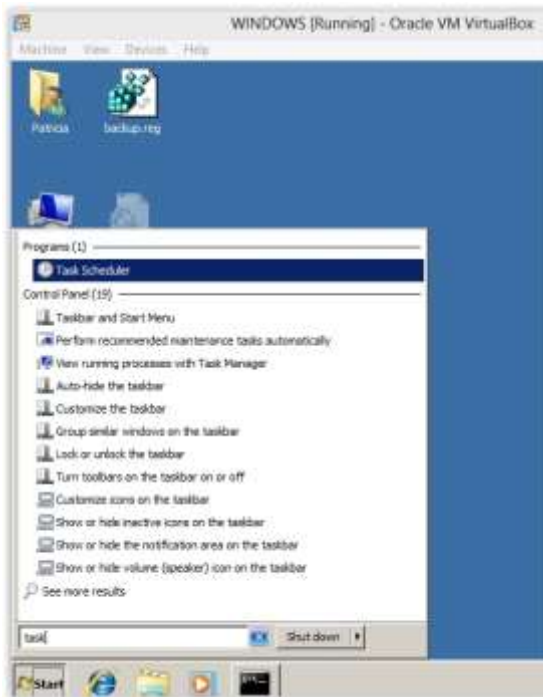 WINDOWS [Running] - Oracle VM VirtualBox
Machine View Devices Help
Patricia
backup.reg
Programs (1)
Task Scheduler
Control Panel (19)
Taskbar and Start Menu
Perform recommended maintenance tasks automatically
View running processes with Task Manager
Auto-hide the taskbar
Customize the taskbar
Group similar windows on the taskbar
Lock or unlock the taskbar
Turn toolbars on the taskbar on or off
Customize icons on the taskbar
Show or hide inactive icons on the taskbar
Show or hide the notification area on the taskbar
Show or hide volume (speaker) icon on the taskbar
See more results
task
Shut down
Start